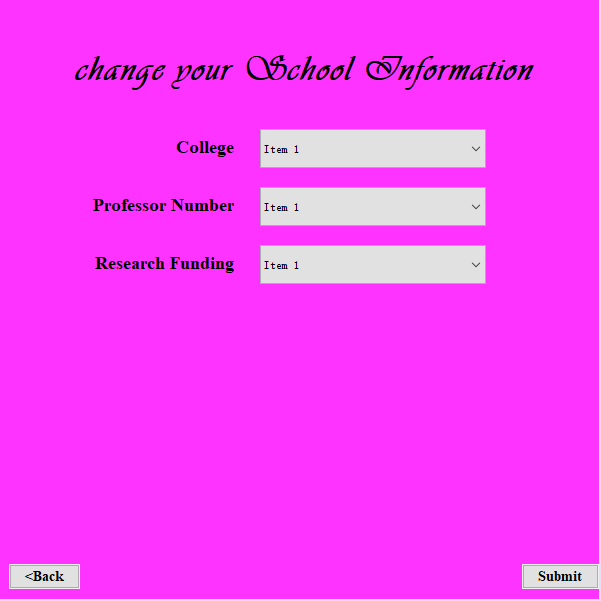 change your School Information
College Item 1
Professor Number Item 1
Research Funding Item 1
<Back Submit